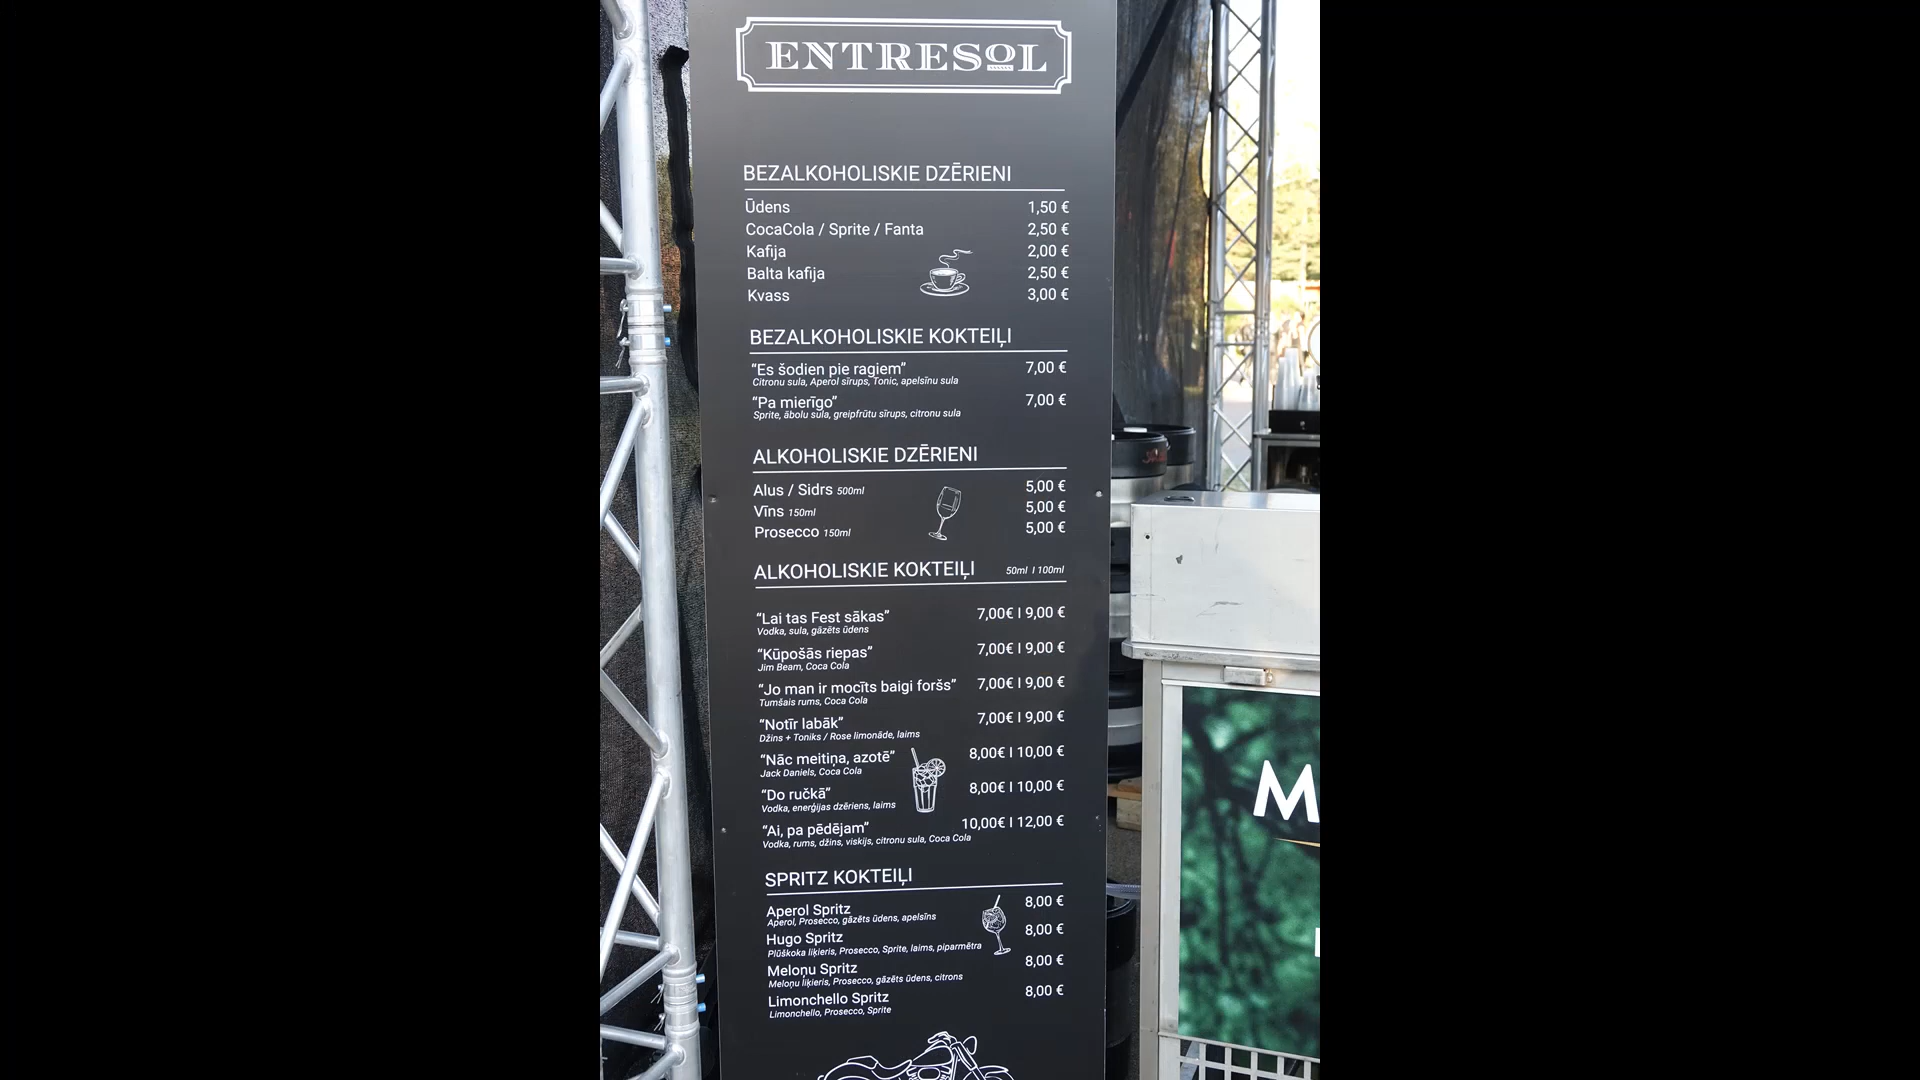 ENTRESOL
BEZALKOHOLISKIE DZĒRIENI
Ūdens 1,50 €
CocaCola / Sprite / Fanta 2,50 €
Kafija 2,00 €
Balta kafija 2,50 €
Kvass 3,00 €
BEZALKOHOLISKIE KOKTEIĻI
“Es šodien pie ragiem” 7,00 €
Citronu sula, Aperol sīrups, Tonic, apelsīnu sula
“Pa mierīgo” 7,00 €
Sprite, ābolu sula, greipfrūtu sīrups, citronu sula
ALKOHOLISKIE DZĒRIENI
Alus / Sidrs 500ml 5,00 €
Vīns 150ml 5,00 €
Prosecco 150ml 5,00 €
ALKOHOLISKIE KOKTEIĻI 50ml I 100ml
“Lai tas Fest sākas” 7,00€ I 9,00 €
Vodka, sula, gāzēts ūdens
“Kūpošās riepas” 7,00€ I 9,00 €
Jim Beam, Coca Cola
“Jo man ir mocīts baigi foršs” 7,00€ I 9,00 €
Tumšais rums, Coca Cola
“Notīr labāk” 7,00€ I 9,00 €
Džins + Toniks / Rose limonāde, laims
“Nāc meitiņa, azotē” 8,00€ I 10,00 €
Jack Daniels, Coca Cola
“Do ručkā” 8,00€ I 10,00 €
Vodka, enerģijas dzēriens, laims
“Ai, pa pēdējam” 10,00€ I 12,00 €
Vodka, rums, džins, viskijs, citronu sula, Coca Cola
SPRITZ KOKTEIĻI
Aperol Spritz 8,00 €
Aperol, Prosecco, gāzēts ūdens, apelsīns
Hugo Spritz 8,00 €
Plūškoka liķieris, Prosecco, Sprite, laims, piparmētra
Meloņu Spritz 8,00 €
Meloņu liķieris, Prosecco, gāzēts ūdens, citrons
Limonchello Spritz 8,00 €
Limonchello, Prosecco, Sprite
M